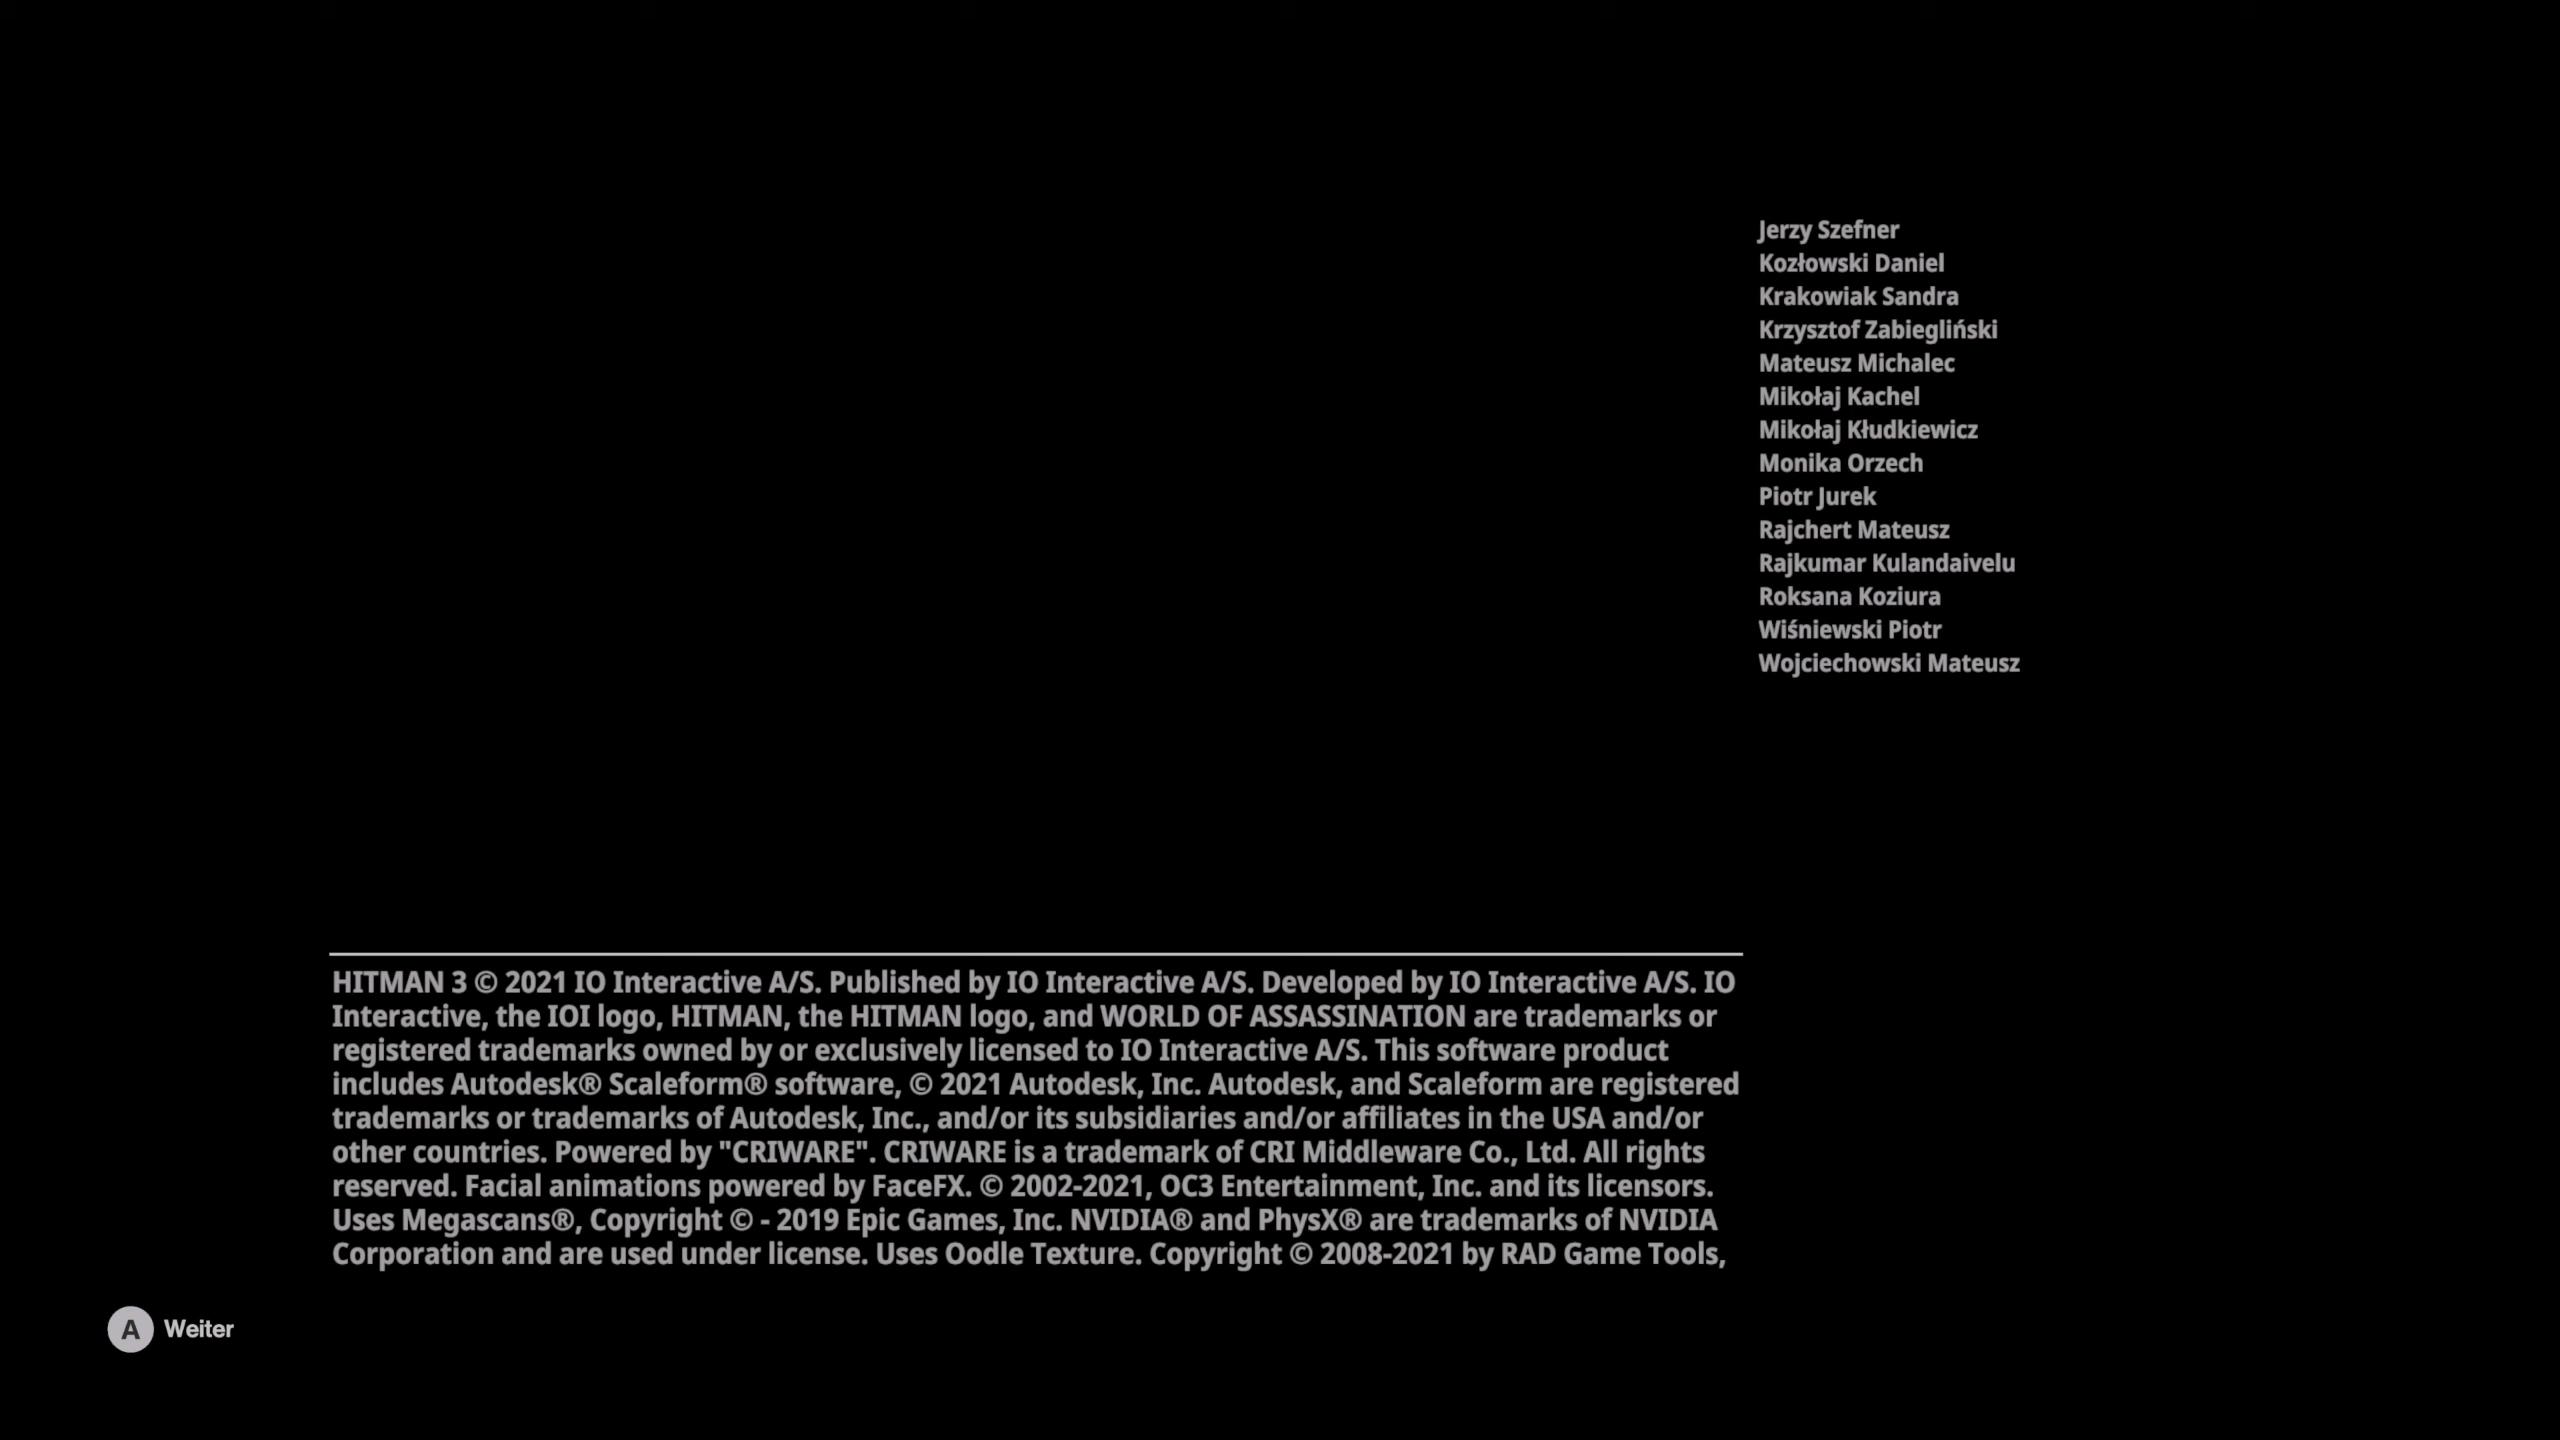 Jerzy Szefner
Kozłowski Daniel
Krakowiak Sandra
Krzysztof Zabiegliński
Mateusz Michalec
Mikołaj Kachel
Mikołaj Kłudkiewicz
Monika Orzech
Piotr Jurek
Rajchert Mateusz
Rajkumar Kulandaivelu
Roksana Koziura
Wiśniewski Piotr
Wojciechowski Mateusz
HITMAN 3 © 2021 IO Interactive A/S. Published by IO Interactive A/S. Developed by IO Interactive A/S. IO
Interactive, the IOI logo, HITMAN, the HITMAN logo, and WORLD OF ASSASSINATION are trademarks or
registered trademarks owned by or exclusively licensed to IO Interactive A/S. This software product
includes Autodesk® Scaleform® software, © 2021 Autodesk, Inc. Autodesk, and Scaleform are registered
trademarks or trademarks of Autodesk, Inc., and/or its subsidiaries and/or affiliates in the USA and/or
other countries. Powered by "CRIWARE". CRIWARE is a trademark of CRI Middleware Co., Ltd. All rights
reserved. Facial animations powered by FaceFX. © 2002-2021, OC3 Entertainment, Inc. and its licensors.
Uses Megascans®, Copyright © - 2019 Epic Games, Inc. NVIDIA® and PhysX® are trademarks of NVIDIA
Corporation and are used under license. Uses Oodle Texture. Copyright © 2008-2021 by RAD Game Tools,
A Weiter